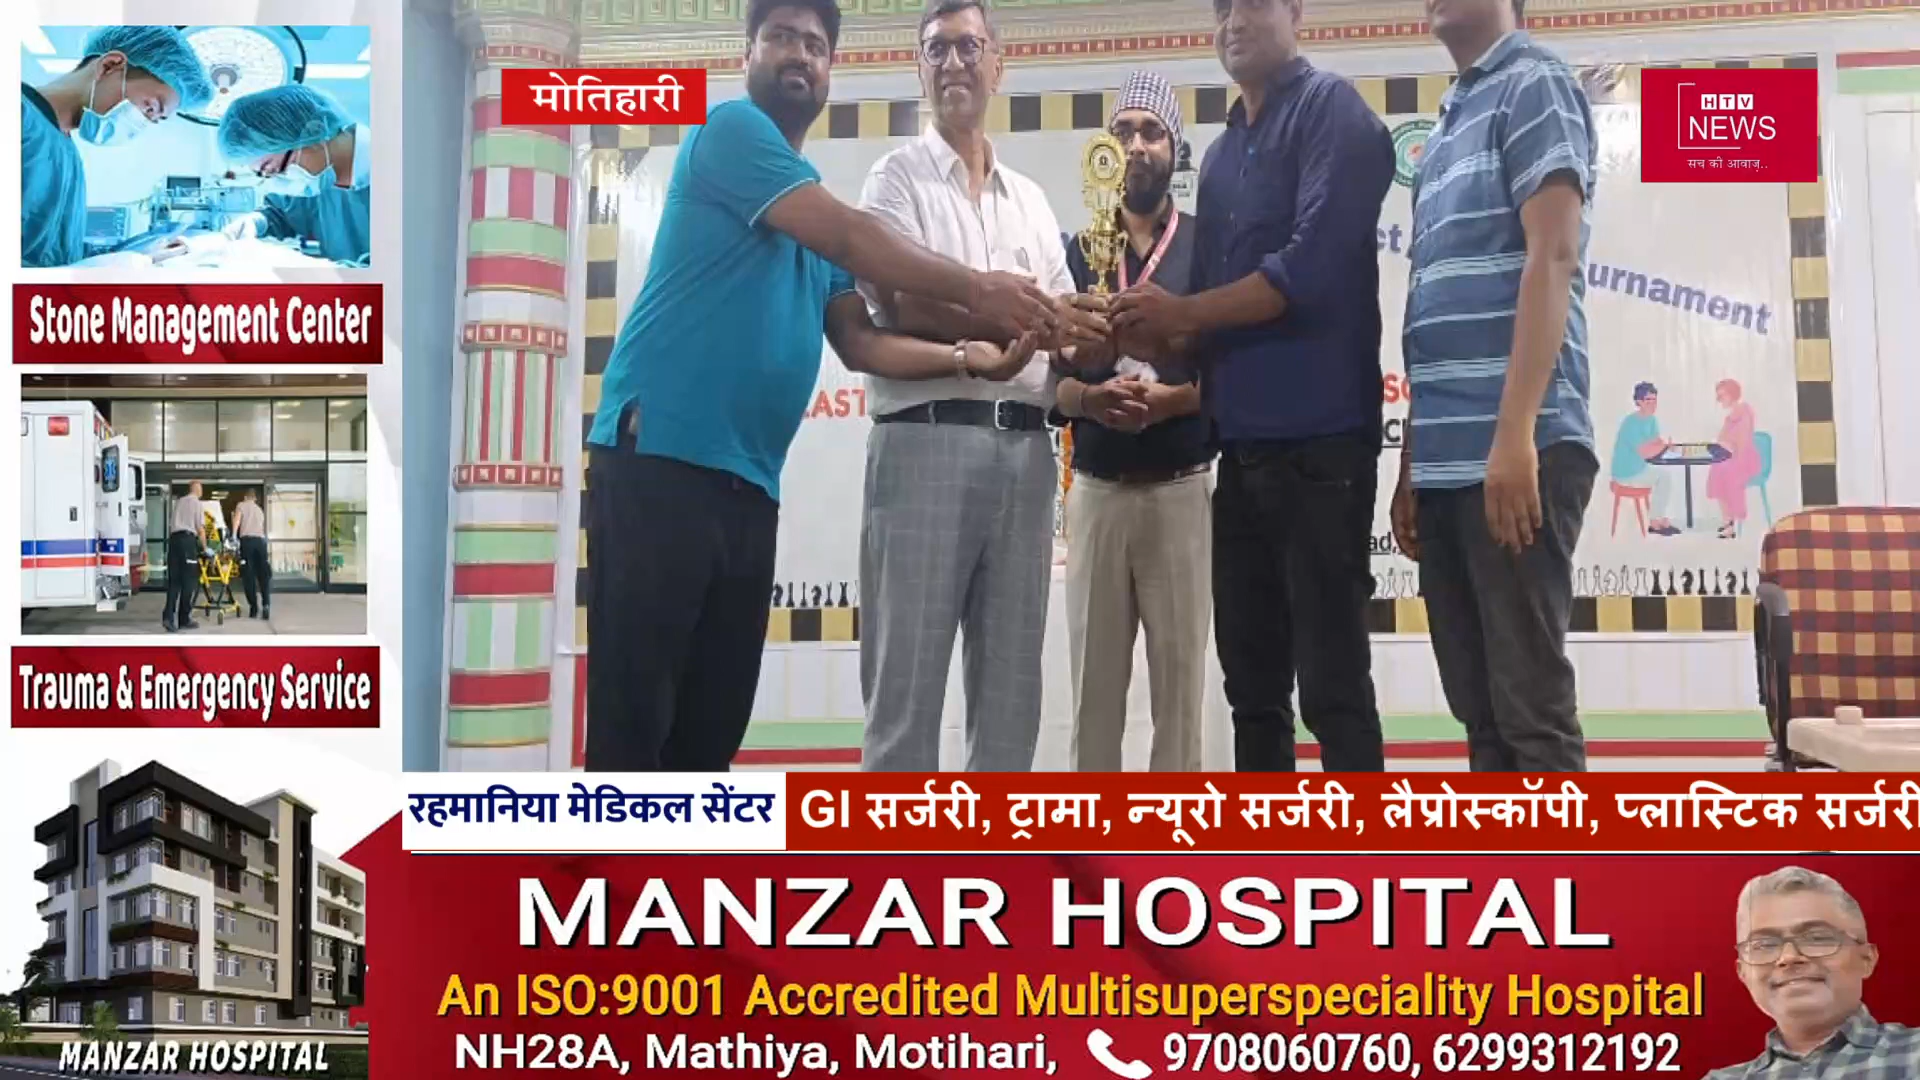 मोतिहारी
HTV
NEWS
सच की आवाज़..
urnament
EAST
Stone Management Center
Trauma & Emergency Service
MANZAR HOSPITAL
रहमानिया मेडिकल सेंटर
GI सर्जरी, ट्रामा, न्यूरो सर्जरी, लैप्रोस्कॉपी, प्लास्टिक सर्जरी
MANZAR HOSPITAL
An ISO:9001 Accredited Multisuperspeciality Hospital
NH28A, Mathiya, Motihari, 9708060760, 6299312192